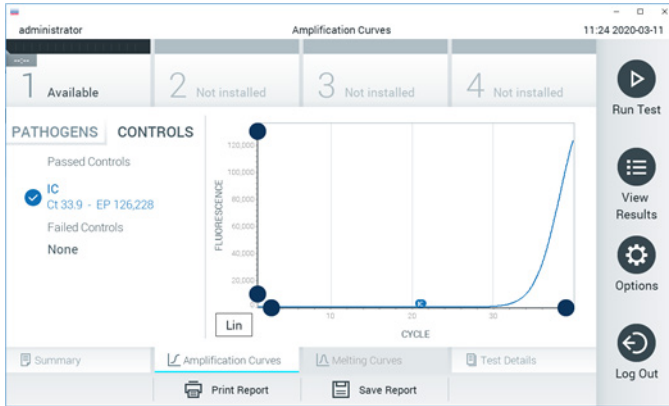 administrator
Amplification Curves
11:24 2020-03-11
--:--
1 Available
2 Not installed
3 Not installed
4 Not installed
Run Test
PATHOGENS CONTROLS
Passed Controls
IC
Ct 33.9 - EP 126,228
Failed Controls
None
FLUORESCENCE
120,000
100,000
80,000
60,000
40,000
20,000
0
IC
10 20 30
CYCLE
Lin
View
Results
Options
Log Out
Summary
Amplification Curves
Melting Curves
Test Details
Print Report
Save Report